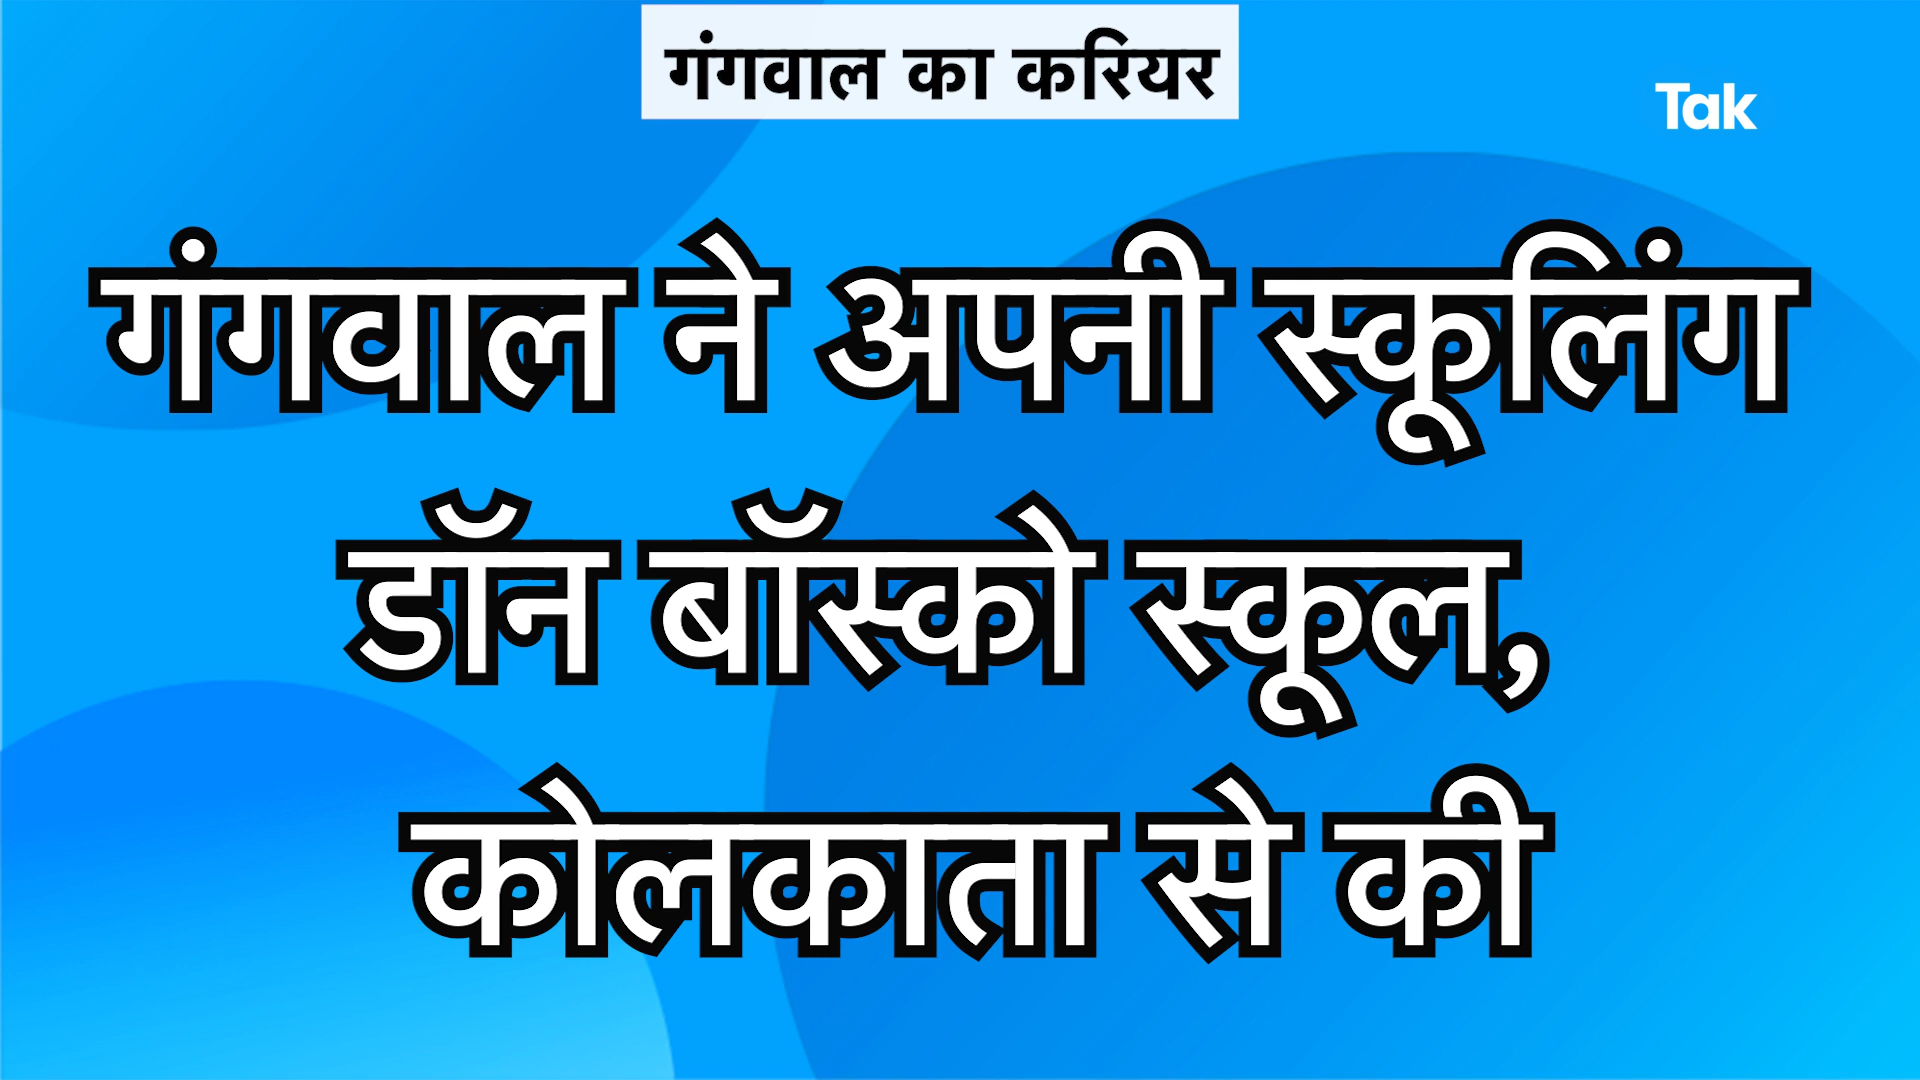 गंगवाल का करियर
Tak
गंगवाल ने अपनी स्कूलिंग
डॉन बॉस्को स्कूल,
कोलकाता से की